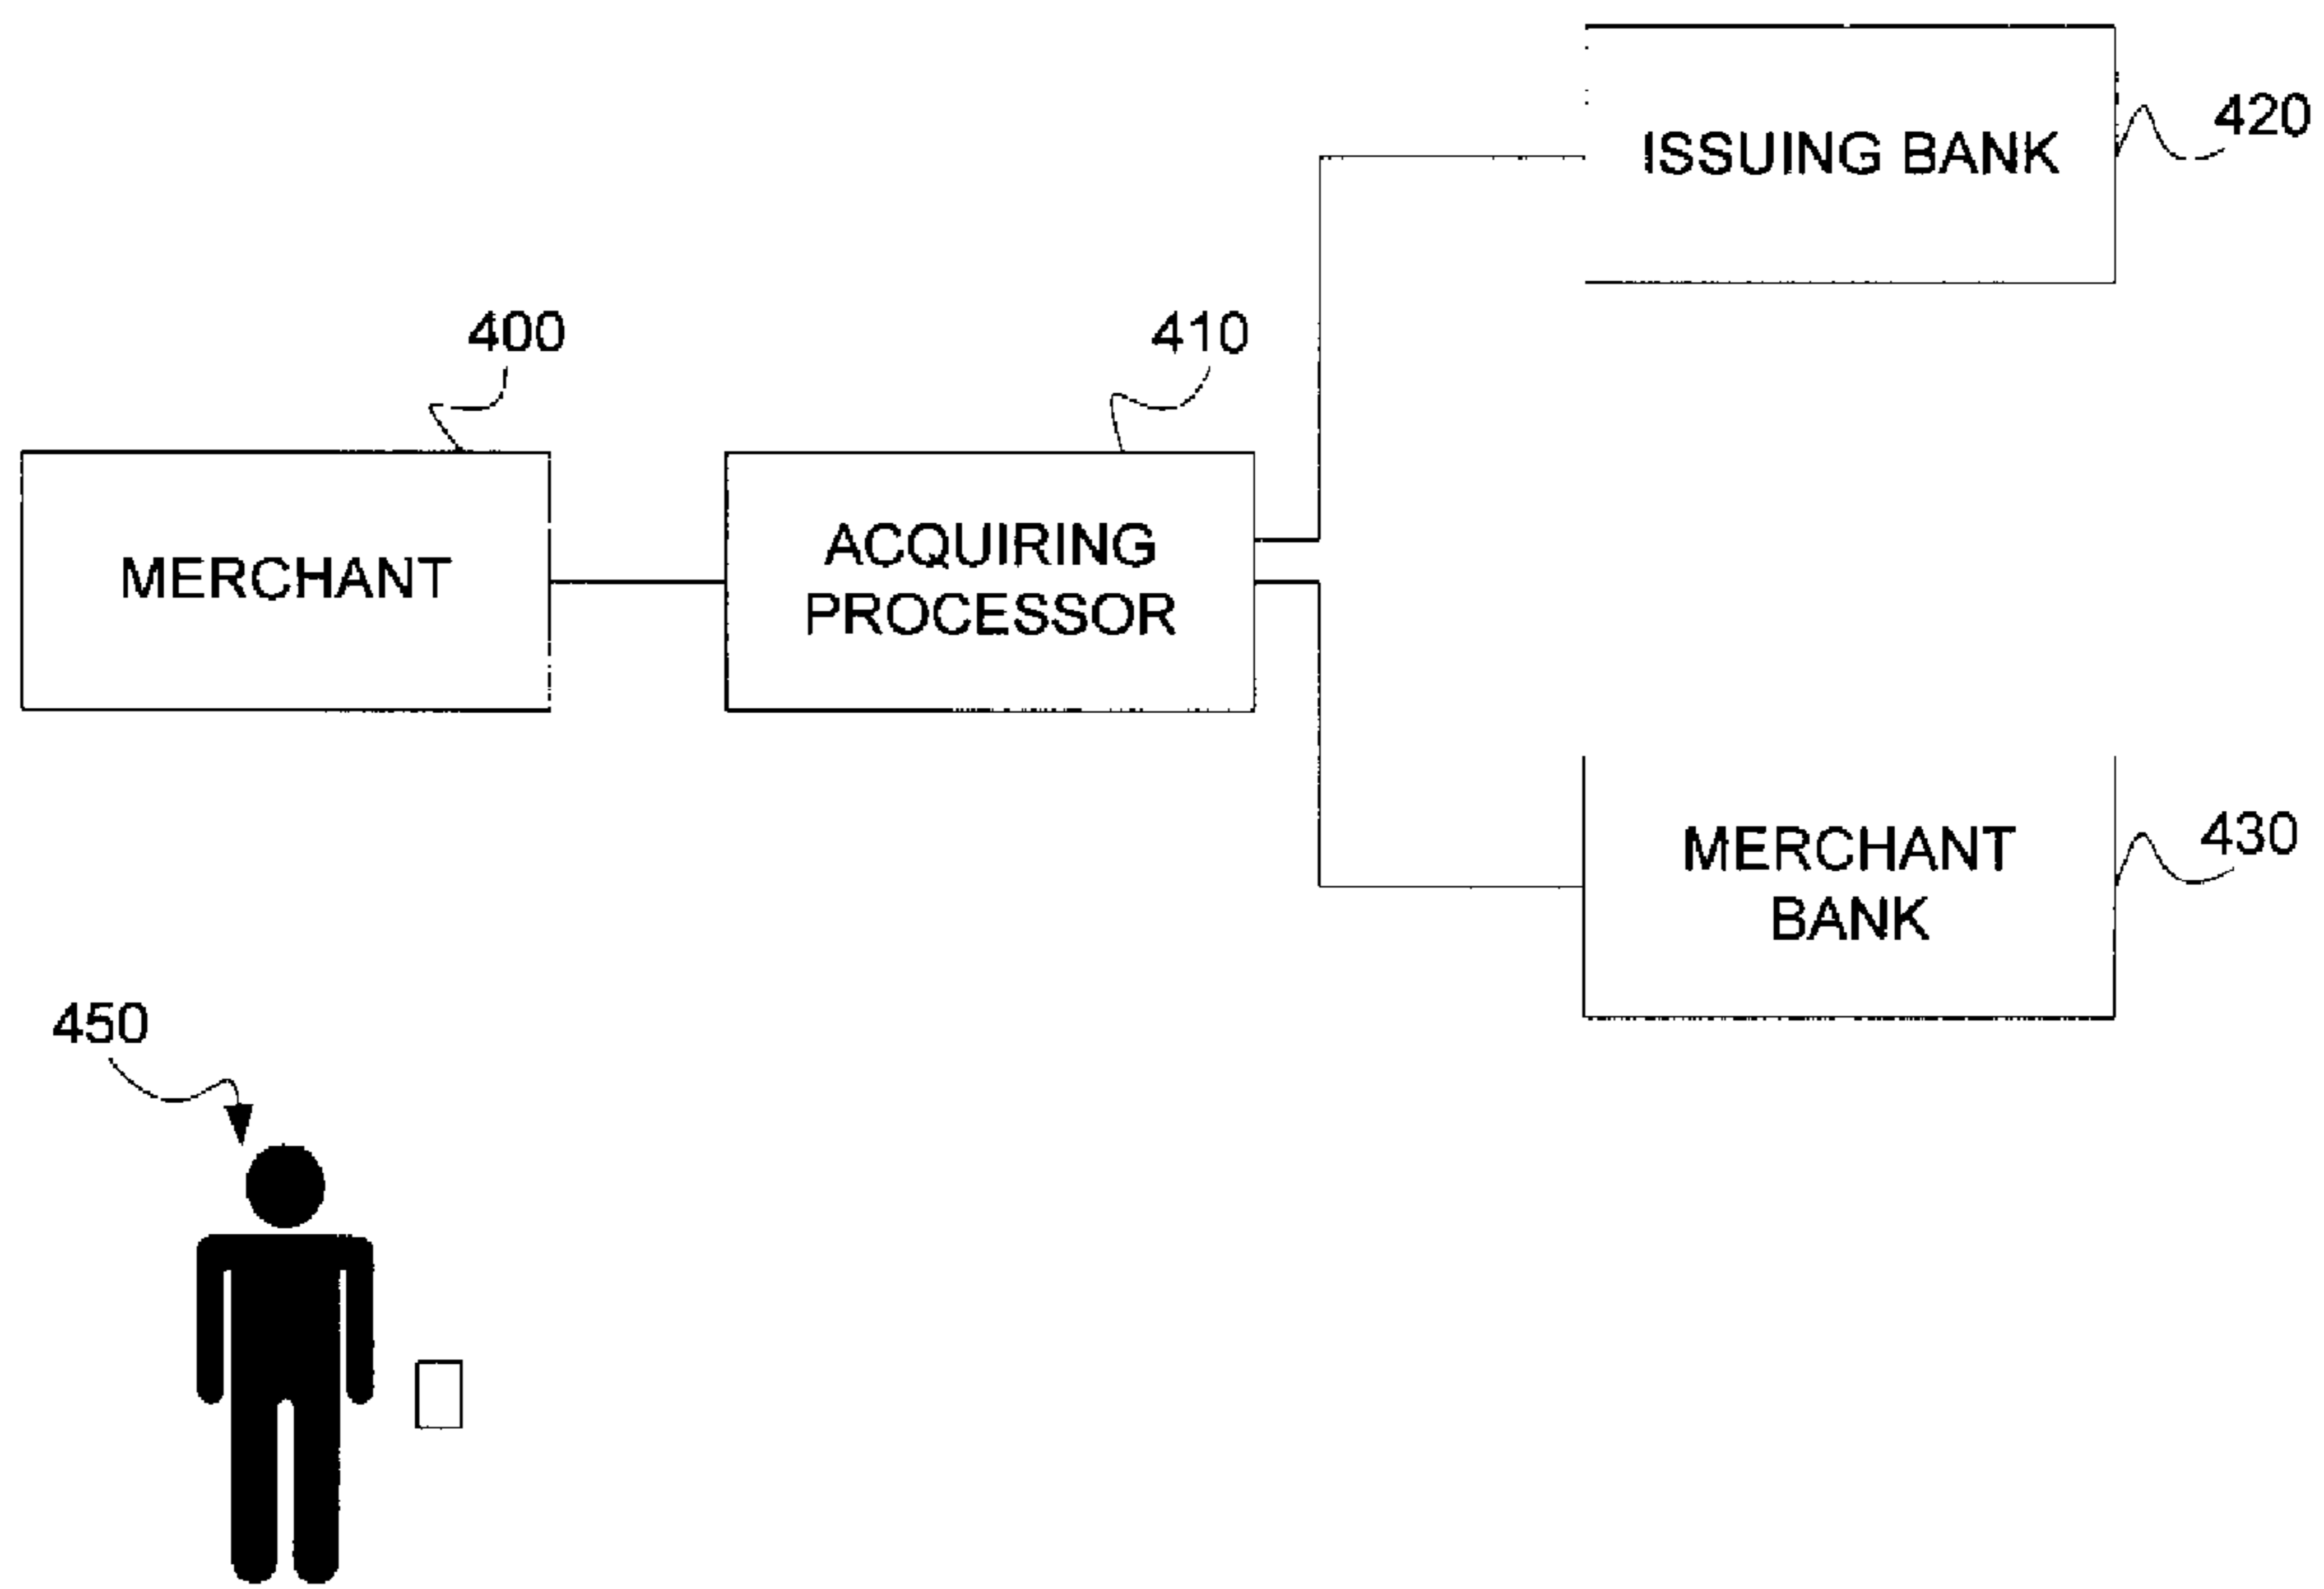 420
ISSUING BANK
400
410
MERCHANT
ACQUIRING
PROCESSOR
430
MERCHANT
BANK
450